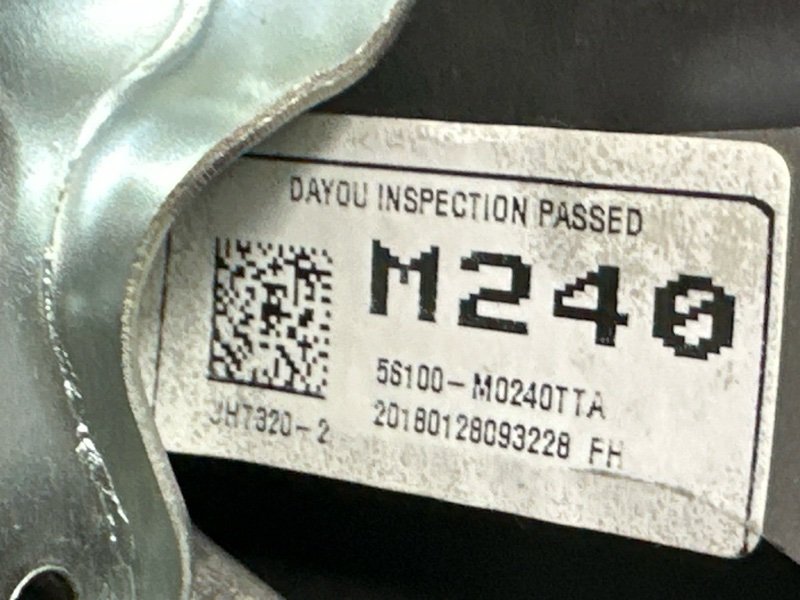 DAYOU INSPECTION PASSED
M240
56100-M0240TTA
20180128093228 FH
JH7320-2